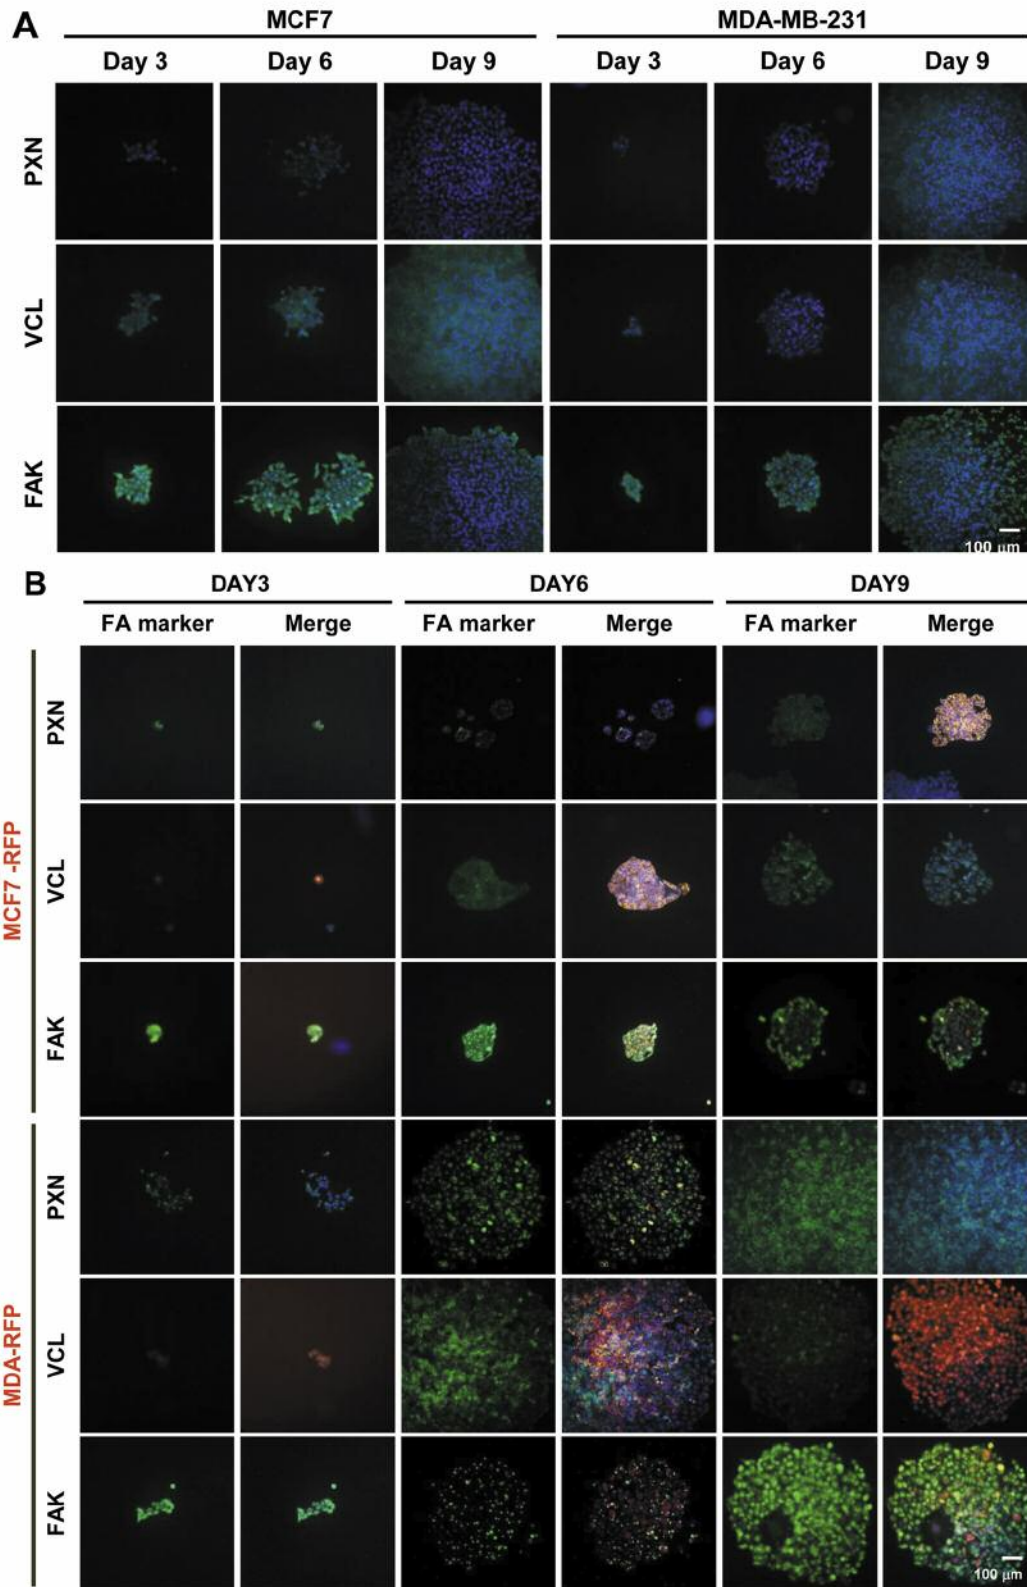 A
MCF7 MDA-MB-231
Day 3 Day 6 Day 9 Day 3 Day 6 Day 9
PXN
VCL
FAK
100 µm
B
DAY3 DAY6 DAY9
FA marker Merge FA marker Merge FA marker Merge
MCF7 -RFP
PXN
VCL
FAK
MDA-RFP
PXN
VCL
FAK
100 µm